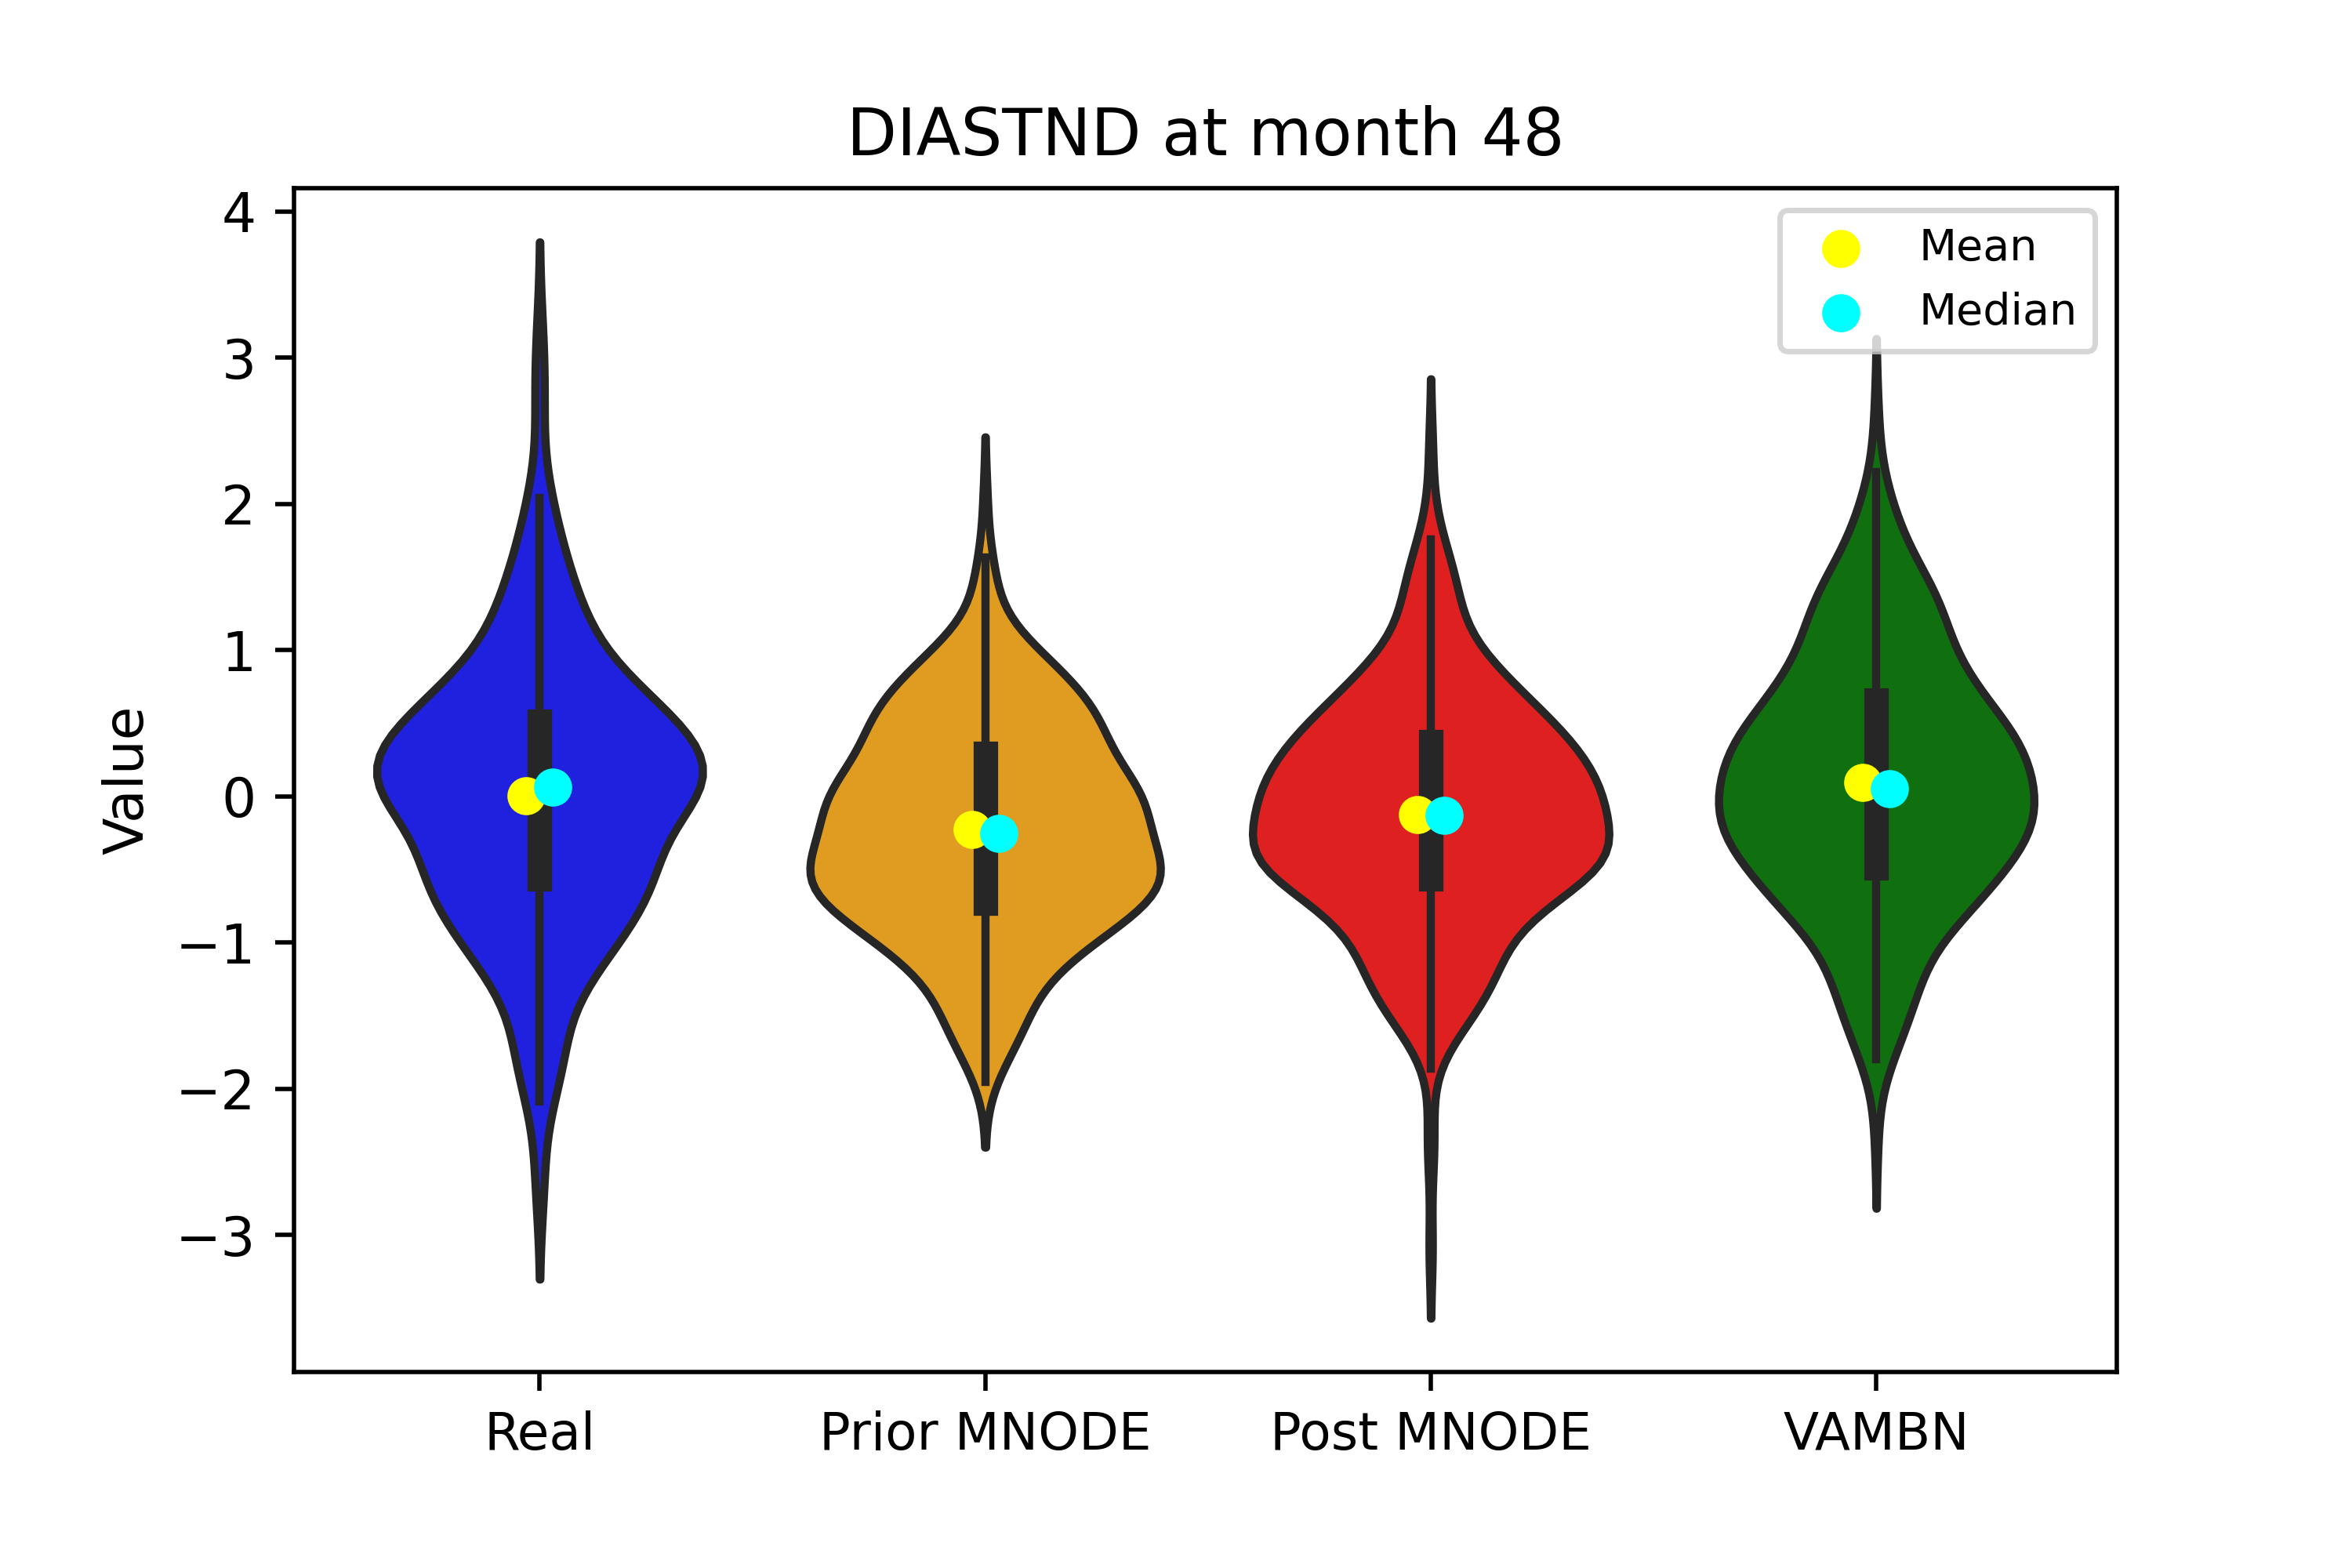 DIASTND at month 48
Mean
Median
Value
4
3
2
1
0
−1
−2
−3
Real
Prior MNODE
Post MNODE
VAMBN